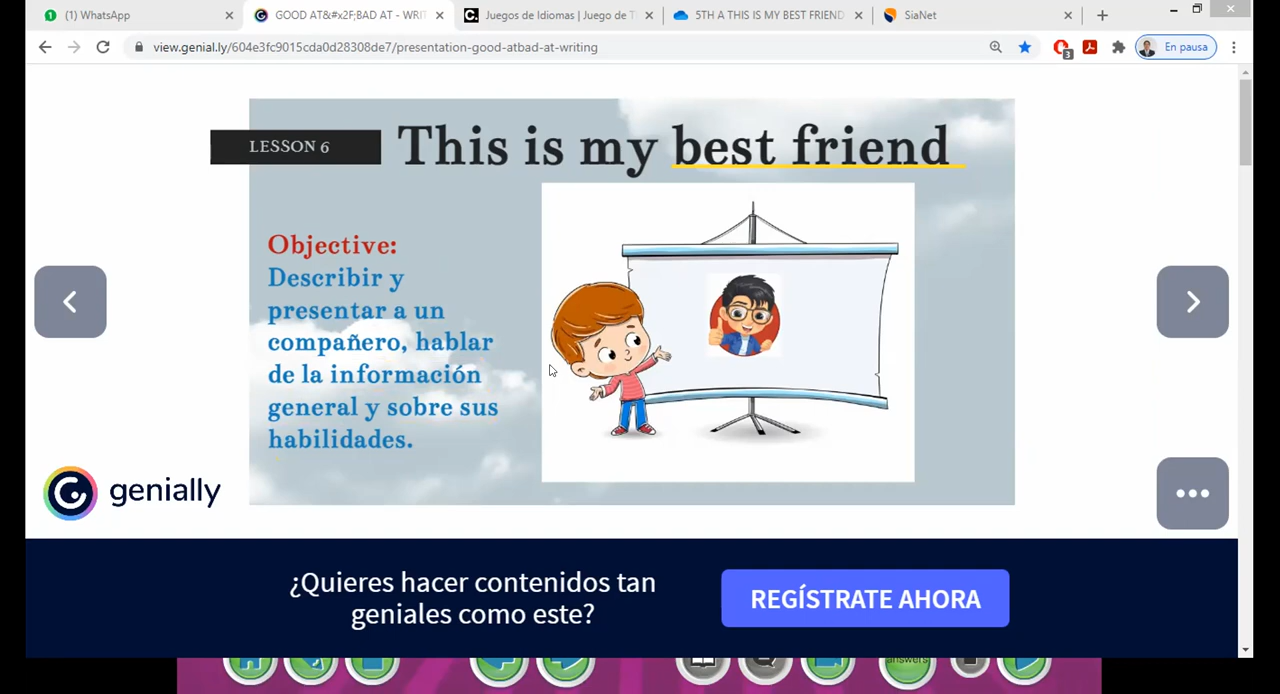 (1) WhatsApp
GOOD AT&#x2F;BAD AT - WRIT
Juegos de Idiomas | Juego de T
5TH A THIS IS MY BEST FRIEND
SiaNet
view.genial.ly/604e3fc9015cda0d28308de7/presentation-good-atbad-at-writing
3
En pausa
LESSON 6
This is my best friend
Objective:
Describir y
presentar a un
compañero, hablar
de la información
general y sobre sus
habilidades.
genially
¿Quieres hacer contenidos tan
geniales como este?
REGÍSTRATE AHORA
answers